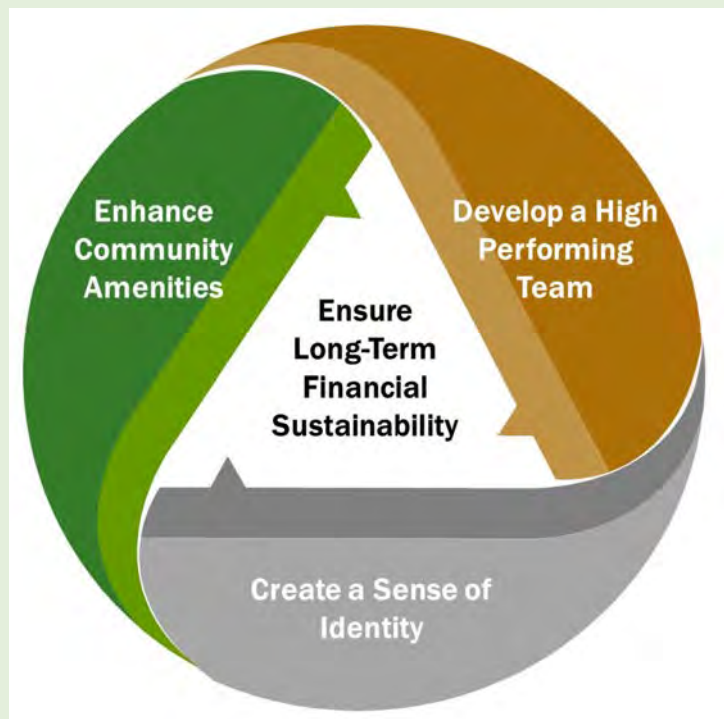 Enhance
Community
Amenities
Develop a High
Performing
Team
Ensure
Long-Term
Financial
Sustainability
Create a Sense of
Identity